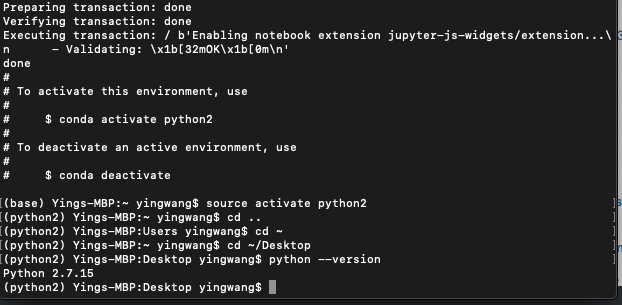 Preparing transaction: done
Verifying transaction: done
Executing transaction: / b'Enabling notebook extension jupyter-js-widgets/extension...\
n      - Validating: \x1b[32mOK\x1b[0m\n'
done
#
# To activate this environment, use
#
#     $ conda activate python2
#
# To deactivate an active environment, use
#
#     $ conda deactivate
[(base) Yings-MBP:~ yingwang$ source activate python2 ]
[(python2) Yings-MBP:~ yingwang$ cd .. ]
[(python2) Yings-MBP:Users yingwang$ cd ~ ]
[(python2) Yings-MBP:~ yingwang$ cd ~/Desktop ]
[(python2) Yings-MBP:Desktop yingwang$ python --version ]
Python 2.7.15
(python2) Yings-MBP:Desktop yingwang$